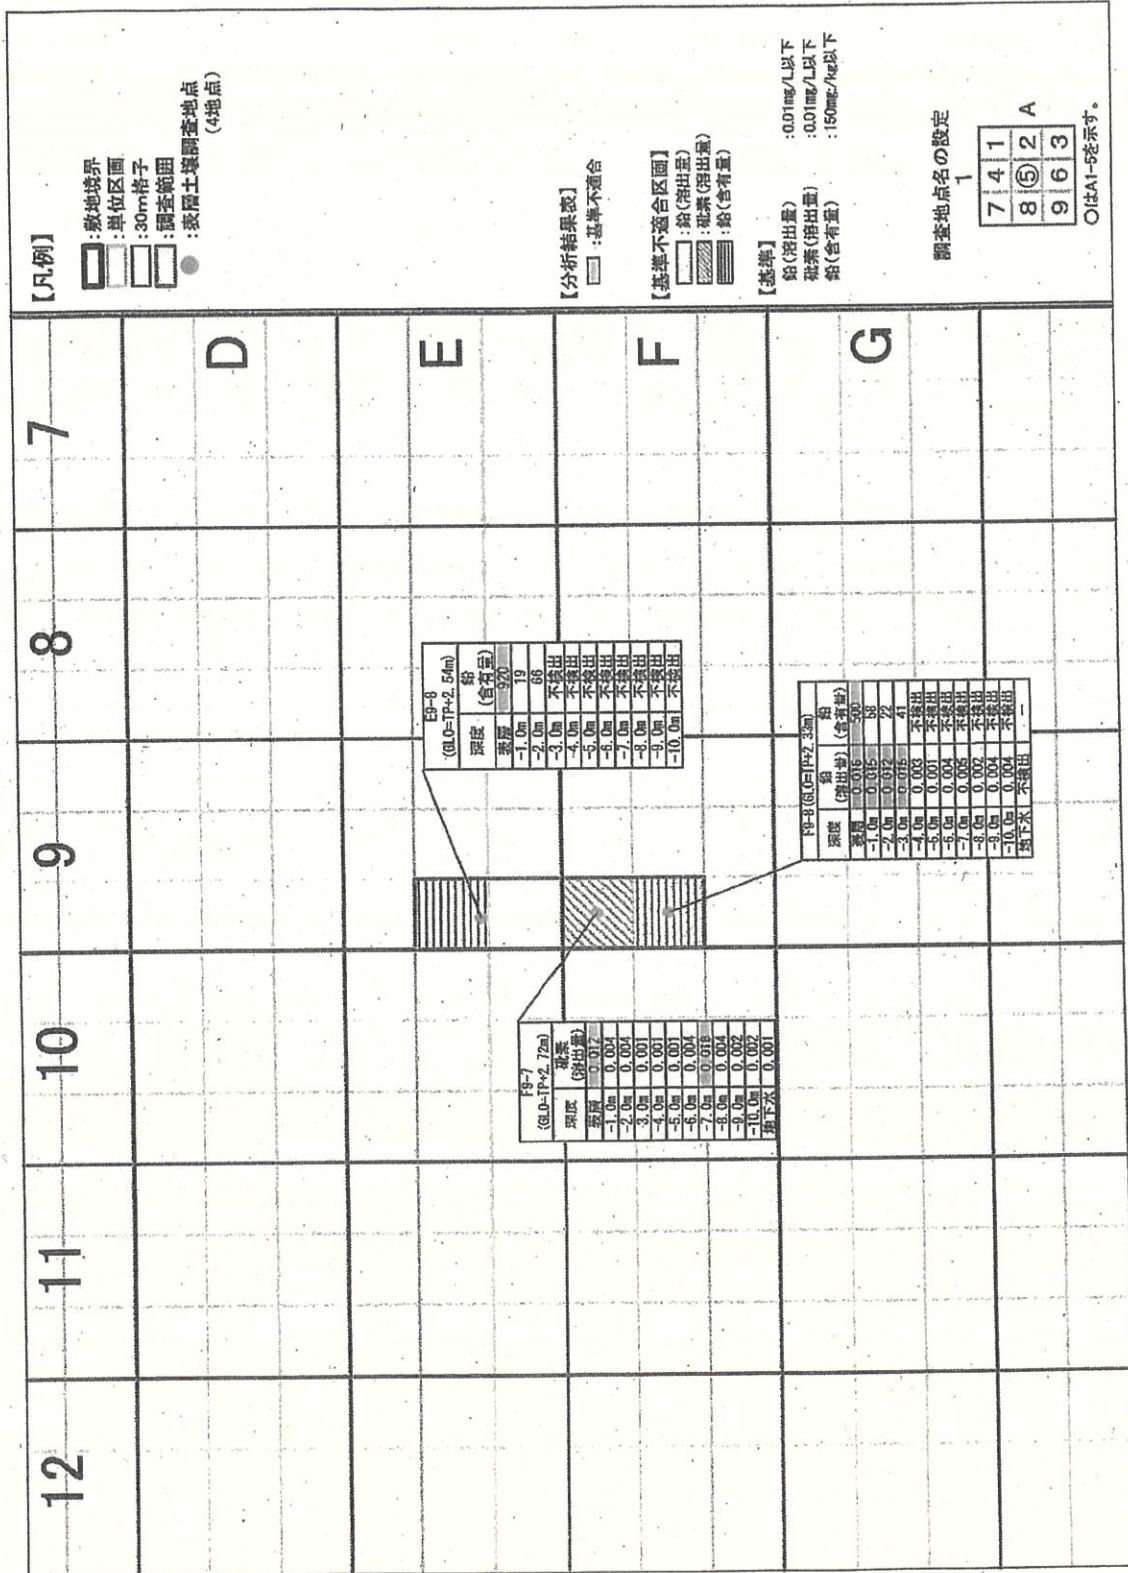 12
11
10
9
8
7
D
E
F
G
E9-8
(GL0=TP+2.54m)
深度 鉛(含有量)
表層 920
-1.0m 19
-2.0m 66
-3.0m 不検出
-4.0m 不検出
-5.0m 不検出
-6.0m 不検出
-7.0m 不検出
-8.0m 不検出
-9.0m 不検出
-10.0m 不検出
F9-7
(GL0=TP+2.72m)
深度 砒素(溶出量)
表層 0.012
-1.0m 0.004
-2.0m 0.004
-3.0m 0.001
-4.0m 0.001
-5.0m 0.001
-6.0m 0.004
-7.0m 0.018
-8.0m 0.004
-9.0m 0.002
-10.0m 0.002
地下水 0.001
F9-8 (GL0=TP+2.33m)
深度 鉛(溶出量) 鉛(含有量)
表層 0.016 500
-1.0m 0.015 58
-2.0m 0.012 22
-3.0m 0.016 41
-4.0m 0.003 不検出
-5.0m 0.001 不検出
-6.0m 0.004 不検出
-7.0m 0.005 不検出
-8.0m 0.002 不検出
-9.0m 0.004 不検出
-10.0m 0.004 不検出
地下水 不検出 ―
【凡例】
:敷地境界
:単位区画
:30m格子
:調査範囲
:表層土壌調査地点
(4地点)
【分析結果表】
:基準不適合
【基準不適合区画】
:鉛(溶出量)
:砒素(溶出量)
:鉛(含有量)
【基準】
鉛(溶出量) :0.01mg/L以下
砒素(溶出量) :0.01mg/L以下
鉛(含有量) :150mg/kg以下
調査地点名の設定
1
7 4 1
8 ⑤ 2 A
9 6 3
○はA1-5を示す。